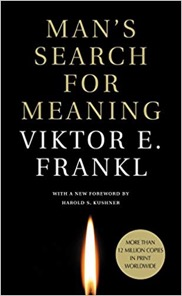 MAN'S
SEARCH
FOR
MEANING
VIKTOR E.
FRANKL
WITH A NEW FOREWORD BY
HAROLD S. KUSHNER
MORE THAN
12 MILLION COPIES
IN PRINT
WORLDWIDE